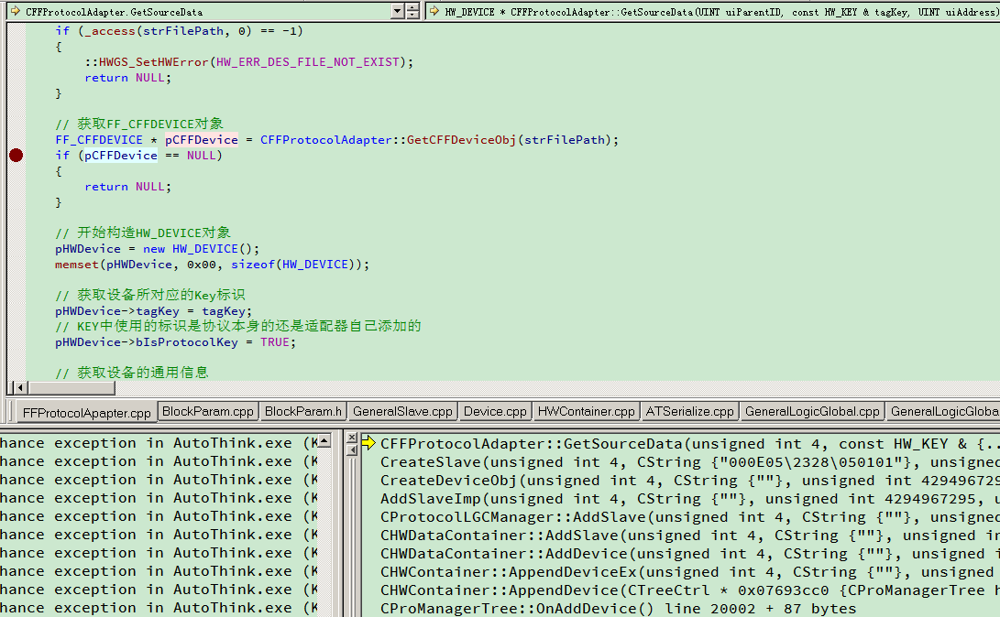 CFFProtocolAdapter.GetSourceData
HW_DEVICE * CFFProtocolAdapter::GetSourceData(UINT uiParentID, const HW_KEY & tagKey, UINT uiAddress)
if (_access(strFilePath, 0) == -1)
{
::HWGS_SetHWError(HW_ERR_DES_FILE_NOT_EXIST);
return NULL;
}
// 获取FF_CFFDEVICE对象
FF_CFFDEVICE * pCFFDevice = CFFProtocolAdapter::GetCFFDeviceObj(strFilePath);
if (pCFFDevice == NULL)
{
return NULL;
}
// 开始构造HW_DEVICE对象
pHWDevice = new HW_DEVICE();
memset(pHWDevice, 0x00, sizeof(HW_DEVICE));
// 获取设备所对应的Key标识
pHWDevice->tagKey = tagKey;
// KEY中使用的标识是协议本身的还是适配器自己添加的
pHWDevice->bIsProtocolKey = TRUE;
// 获取设备的通用信息
FFProtocolApapter.cpp BlockParam.cpp BlockParam.h GeneralSlave.cpp Device.cpp HWContainer.cpp ATSerialize.cpp GeneralLogicGlobal.cpp GeneralLogicGloba
hance exception in AutoThink.exe (K
hance exception in AutoThink.exe (K
hance exception in AutoThink.exe (K
hance exception in AutoThink.exe (K
hance exception in AutoThink.exe (K
hance exception in AutoThink.exe (K
hance exception in AutoThink.exe (K
hance exception in AutoThink.exe (K
hance exception in AutoThink.exe (K
hance exception in AutoThink.exe (K
CFFProtocolAdapter::GetSourceData(unsigned int 4, const HW_KEY & {..
CreateSlave(unsigned int 4, CString {"000E05\2328\050101"}, unsigned
CreateDeviceObj(unsigned int 4, CString {""}, unsigned int 42949672
AddSlaveImp(unsigned int 4, CString {""}, unsigned int 4294967295, u
CProtocolLGCManager::AddSlave(unsigned int 4, CString {""}, unsigned
CHWDataContainer::AddSlave(unsigned int 4, CString {""}, unsigned in
CHWDataContainer::AddDevice(unsigned int 4, CString {""}, unsigned i
CHWContainer::AppendDeviceEx(unsigned int 4, CString {""}, unsigned
CHWContainer::AppendDevice(CTreeCtrl * 0x07693cc0 {CProManagerTree h
CProManagerTree::OnAddDevice() line 20002 + 87 bytes